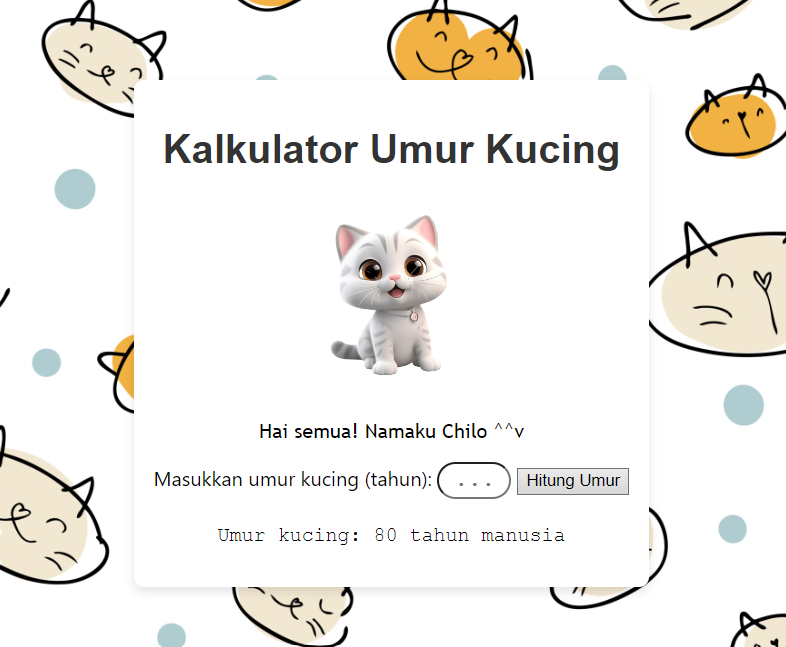 Kalkulator Umur Kucing
Hai semua! Namaku Chilo ^^v
Masukkan umur kucing (tahun): ... Hitung Umur
Umur kucing: 80 tahun manusia